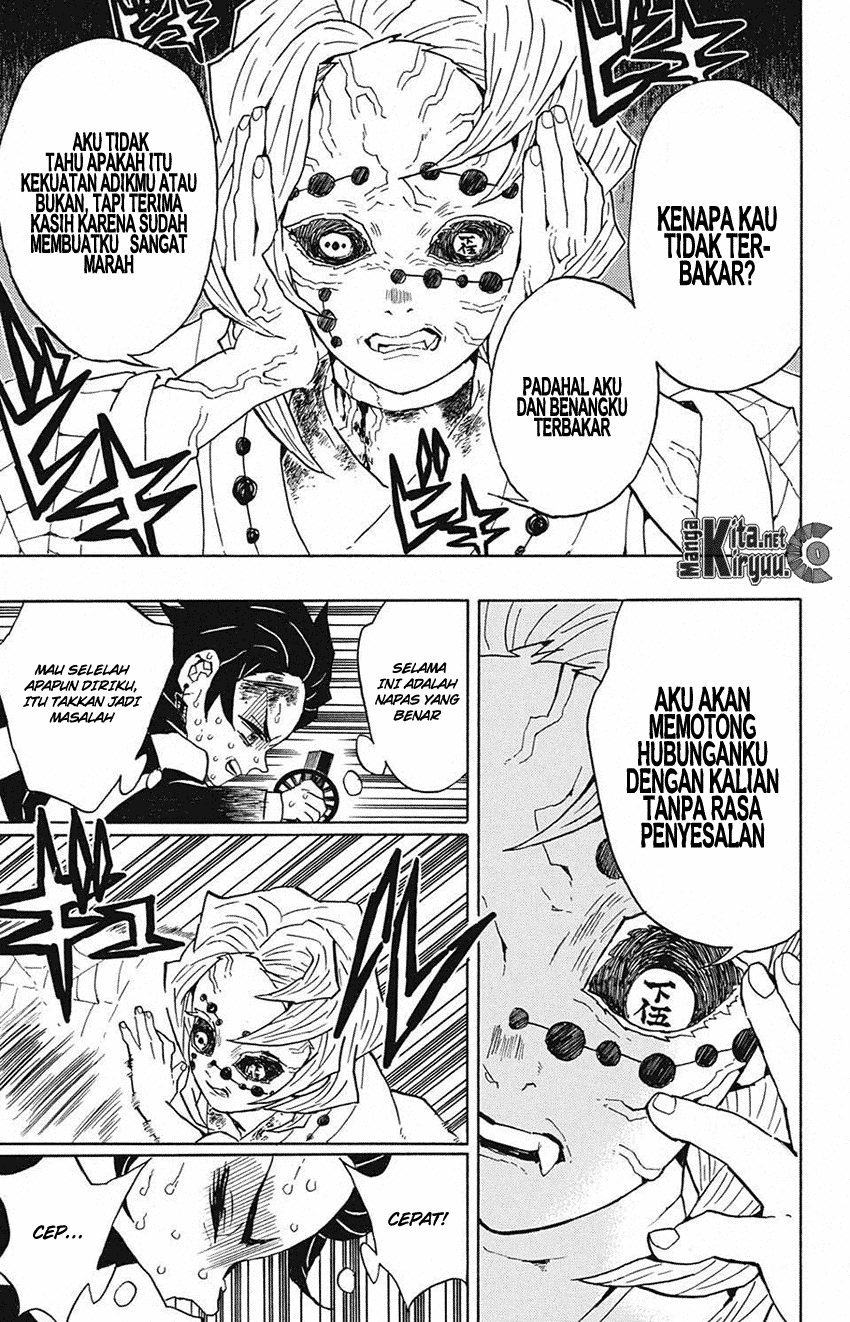 KENAPA KAU
TIDAK TER-
BAKAR?
PADAHAL AKU
DAN BENANGKU
TERBAKAR
AKU TIDAK
TAHU APAKAH ITU
KEKUATAN ADIKMU ATAU
BUKAN, TAPI TERIMA
KASIH KARENA SUDAH
MEMBUATKU SANGAT
MARAH
下伍
Manga
Kita.net
Kiryuu.CO
AKU AKAN
MEMOTONG
HUBUNGANKU
DENGAN KALIAN
TANPA RASA
PENYESALAN
下伍
SELAMA
INI ADALAH
NAPAS YANG
BENAR
MAU SELELAH
APAPUN DIRIKU,
ITU TAKKAN JADI
MASALAH
CEPAT!
CEP...